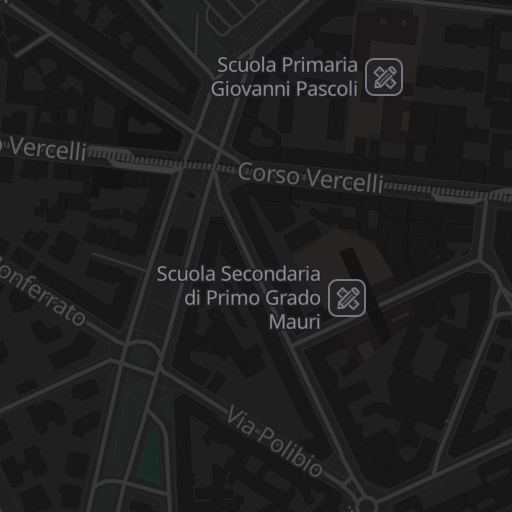 Scuola Primaria
Giovanni Pascoli
Vercelli
Corso Vercelli
Scuola Secondaria
di Primo Grado
Mauri
onferrato
Via Polibio